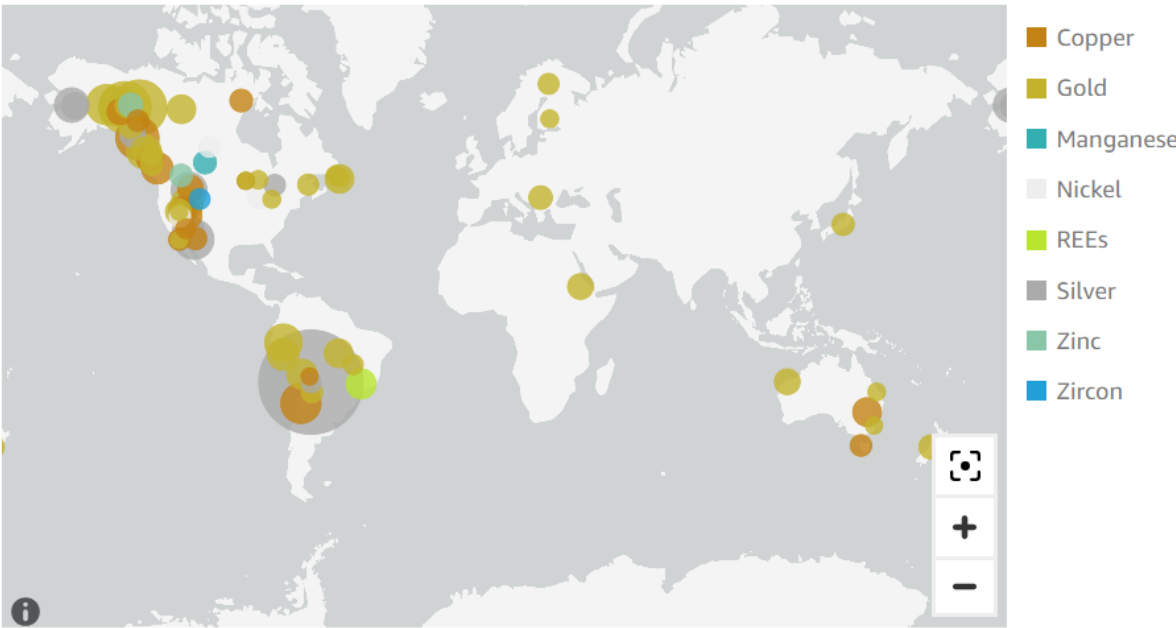 Copper
Gold
Manganese
Nickel
REEs
Silver
Zinc
Zircon